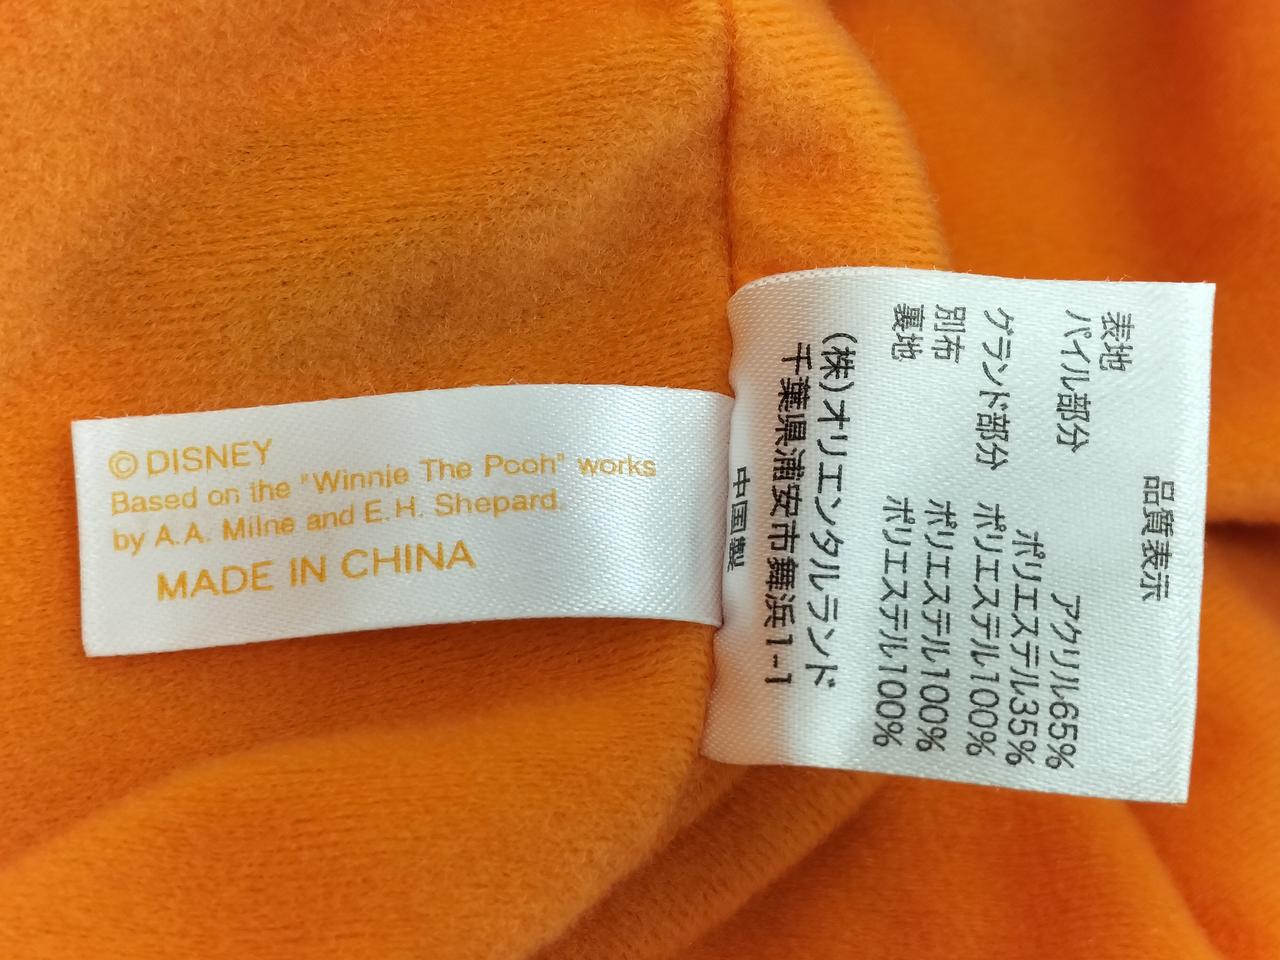 © DISNEY
Based on the "Winnie The Pooh" works
by A.A. Milne and E.H. Shepard.
MADE IN CHINA
品質表示
表地
パイル部分 アクリル65%
ポリエステル35%
グランド部分 ポリエステル100%
別布 ポリエステル100%
裏地 ポリエステル100%
(株)オリエンタルランド
千葉県浦安市舞浜1-1
中国製